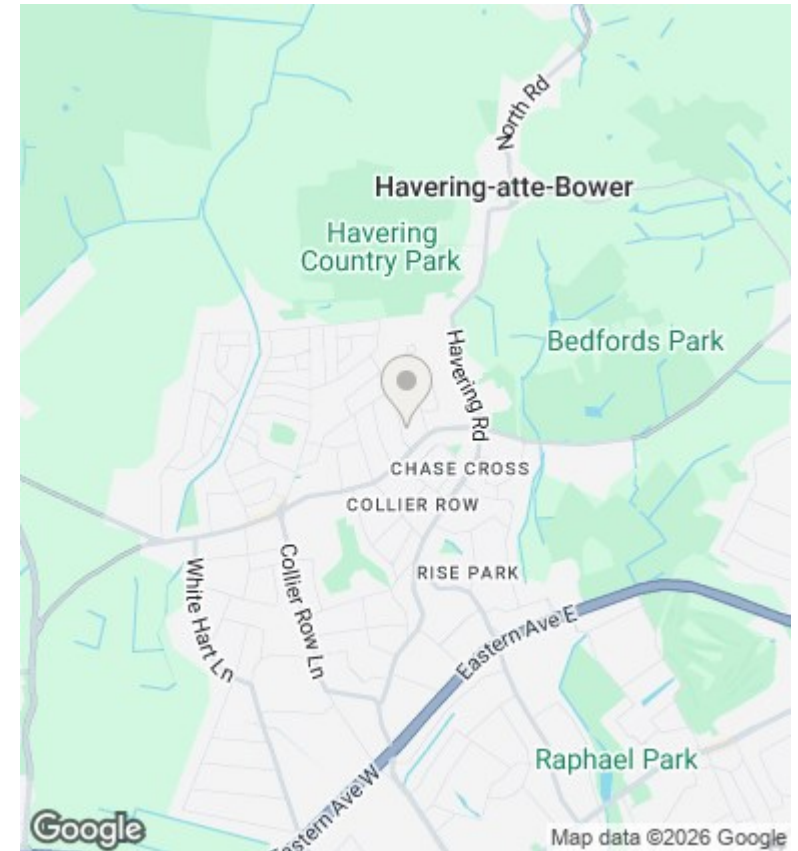 North Rd
Havering-atte-Bower
Havering
Country Park
Havering Rd
Bedfords Park
CHASE CROSS
COLLIER ROW
RISE PARK
White Hart Ln
Collier Row Ln
Eastern Ave E
Raphael Park
Eastern Ave W
Google
Map data ©2026 Google